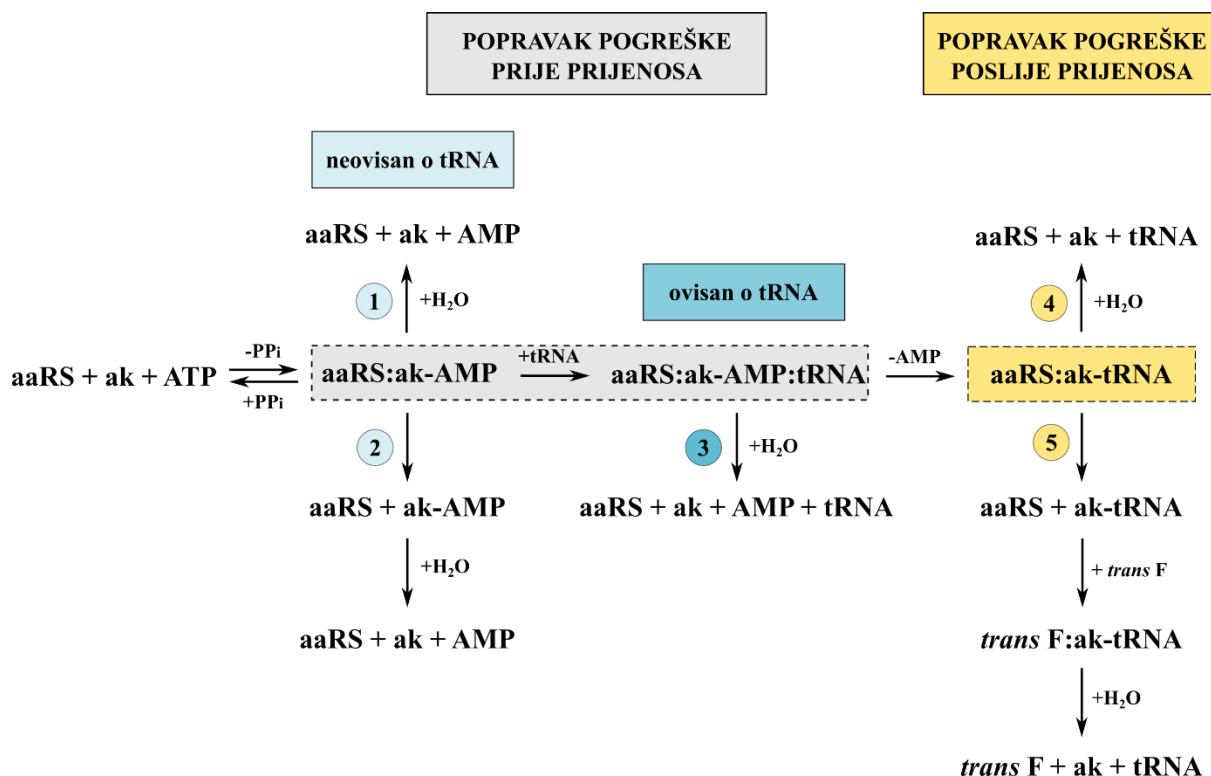 POPRAVAK POGREŠKE
PRIJE PRIJENOSA
POPRAVAK POGREŠKE
POSLIJE PRIJENOSA
neovisan o tRNA
aaRS + ak + AMP
aaRS + ak + tRNA
1
+H₂O
ovisan o tRNA
4
+H₂O
aaRS + ak + ATP
-PPi
+PPi
aaRS:ak-AMP
+tRNA
aaRS:ak-AMP:tRNA
-AMP
aaRS:ak-tRNA
2
3
+H₂O
5
aaRS + ak-AMP
aaRS + ak + AMP + tRNA
aaRS + ak-tRNA
+H₂O
+ trans F
aaRS + ak + AMP
trans F:ak-tRNA
+H₂O
trans F + ak + tRNA